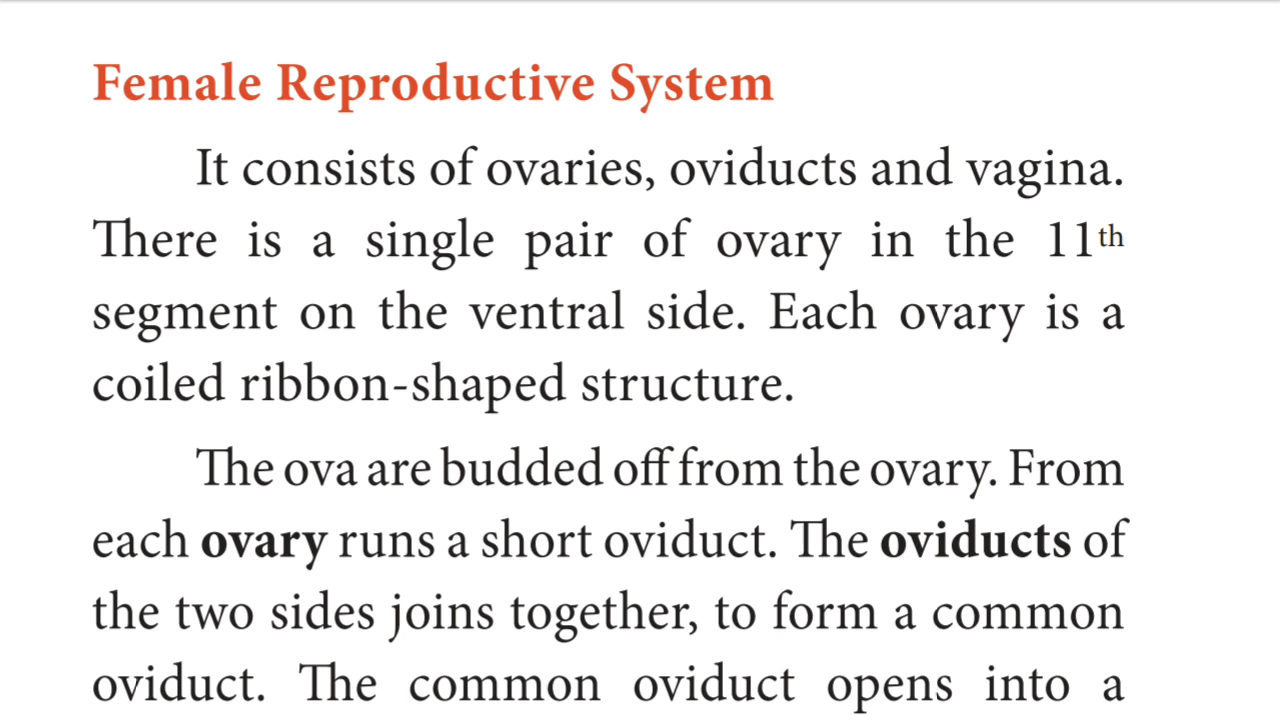 Female Reproductive System
It consists of ovaries, oviducts and vagina.
There is a single pair of ovary in the 11th
segment on the ventral side. Each ovary is a
coiled ribbon-shaped structure.
The ova are budded off from the ovary. From
each ovary runs a short oviduct. The oviducts of
the two sides joins together, to form a common
oviduct. The common oviduct opens into a